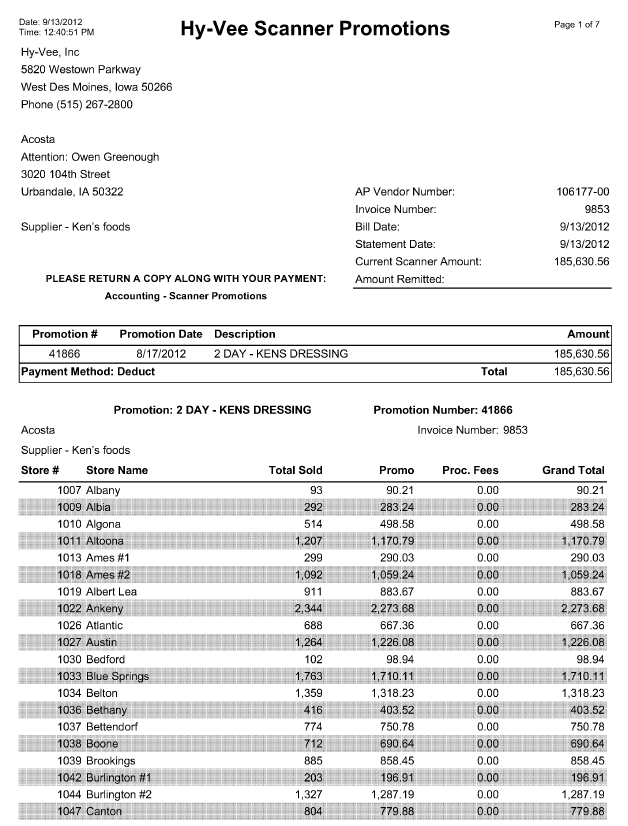 Date: 9/13/2012
Time: 12:40:51 PM
Hy-Vee Scanner Promotions
Page 1 of 7
Hy-Vee, Inc
5820 Westown Parkway
West Des Moines, Iowa 50266
Phone (515) 267-2800
Acosta
Attention: Owen Greenough
3020 104th Street
Urbandale, IA 50322
Supplier - Ken's foods
AP Vendor Number: 106177-00
Invoice Number: 9853
Bill Date: 9/13/2012
Statement Date: 9/13/2012
Current Scanner Amount: 185,630.56
Amount Remitted:
PLEASE RETURN A COPY ALONG WITH YOUR PAYMENT:
Accounting - Scanner Promotions
Promotion # Promotion Date Description Amount
41866 8/17/2012 2 DAY - KENS DRESSING 185,630.56
Payment Method: Deduct Total 185,630.56
Promotion: 2 DAY - KENS DRESSING Promotion Number: 41866
Acosta Invoice Number: 9853
Supplier - Ken's foods
Store # Store Name Total Sold Promo Proc. Fees Grand Total
1007 Albany 93 90.21 0.00 90.21
1009 Albia 292 283.24 0.00 283.24
1010 Algona 514 498.58 0.00 498.58
1011 Altoona 1,207 1,170.79 0.00 1,170.79
1013 Ames #1 299 290.03 0.00 290.03
1018 Ames #2 1,092 1,059.24 0.00 1,059.24
1019 Albert Lea 911 883.67 0.00 883.67
1022 Ankeny 2,344 2,273.68 0.00 2,273.68
1026 Atlantic 688 667.36 0.00 667.36
1027 Austin 1,264 1,226.08 0.00 1,226.08
1030 Bedford 102 98.94 0.00 98.94
1033 Blue Springs 1,763 1,710.11 0.00 1,710.11
1034 Belton 1,359 1,318.23 0.00 1,318.23
1036 Bethany 416 403.52 0.00 403.52
1037 Bettendorf 774 750.78 0.00 750.78
1038 Boone 712 690.64 0.00 690.64
1039 Brookings 885 858.45 0.00 858.45
1042 Burlington #1 203 196.91 0.00 196.91
1044 Burlington #2 1,327 1,287.19 0.00 1,287.19
1047 Canton 804 779.88 0.00 779.88